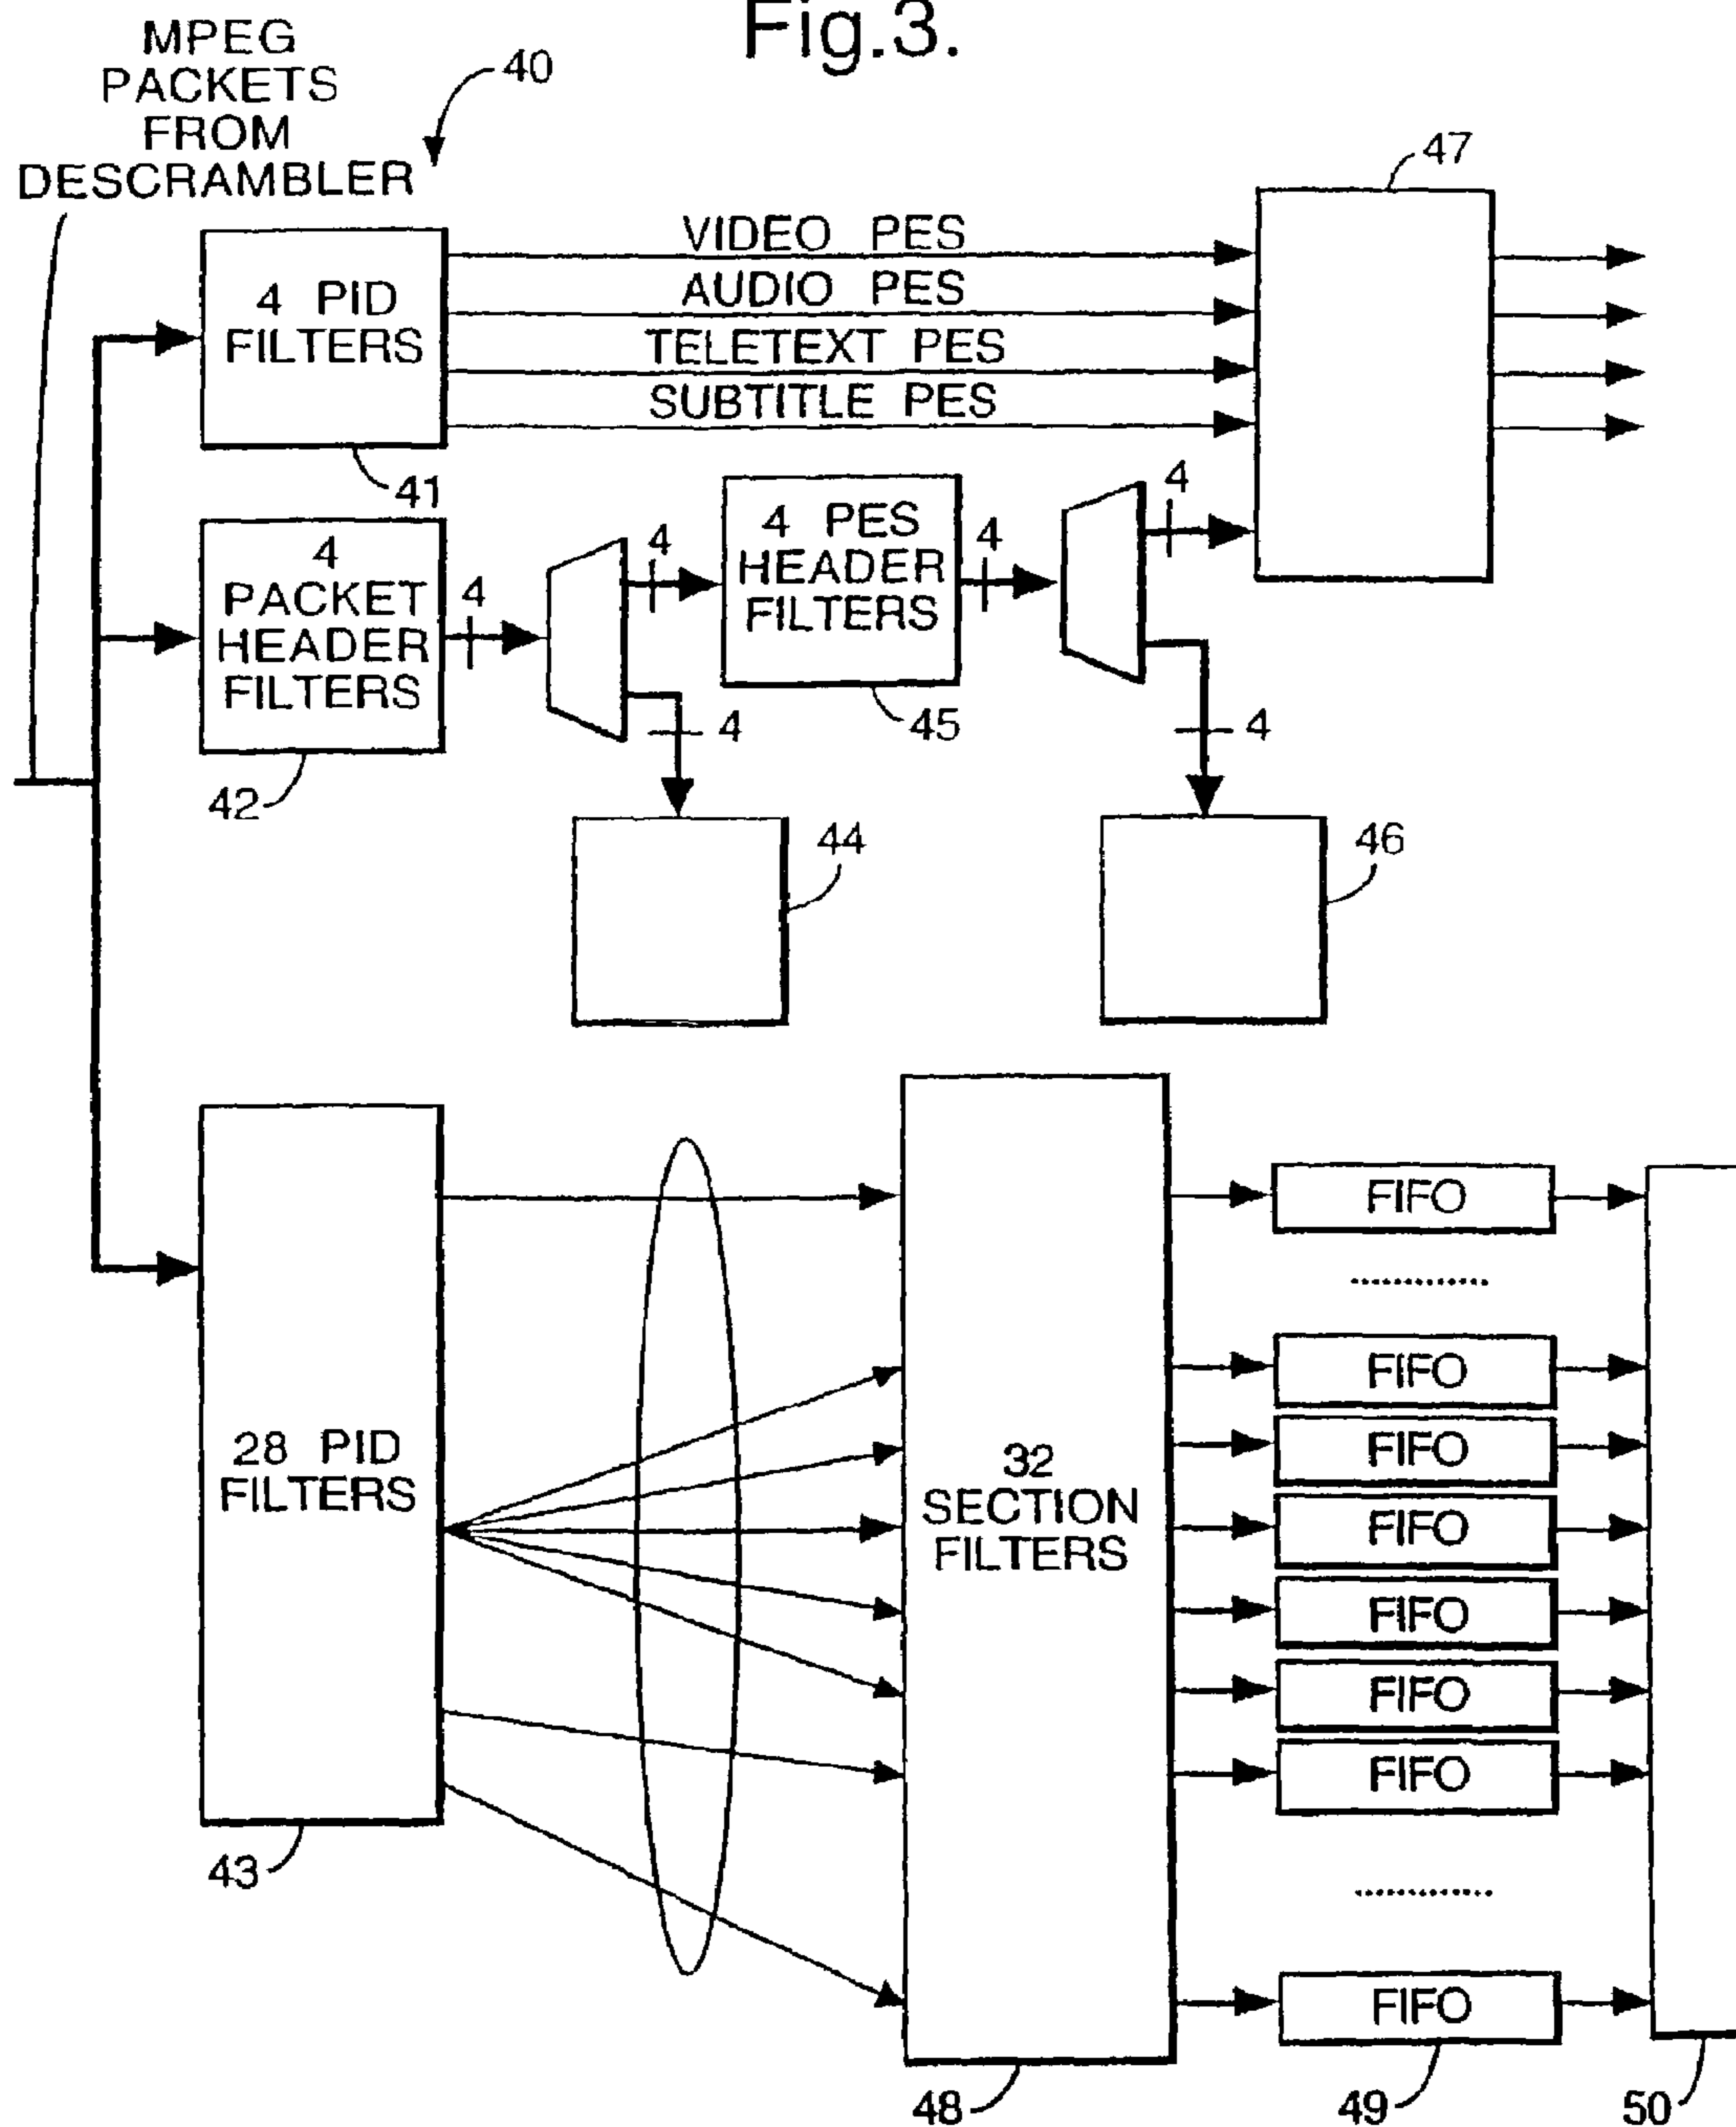 Fig.3.
MPEG
PACKETS
FROM
DESCRAMBLER
40
47
4 PID
FILTERS
VIDEO PES
AUDIO PES
TELETEXT PES
SUBTITLE PES
41
4
PACKET
HEADER
FILTERS
4
4
4 PES
HEADER
FILTERS
4
4
42
4
45
4
44
46
28 PID
FILTERS
32
SECTION
FILTERS
FIFO
FIFO
FIFO
FIFO
FIFO
FIFO
FIFO
FIFO
43
48
49
50